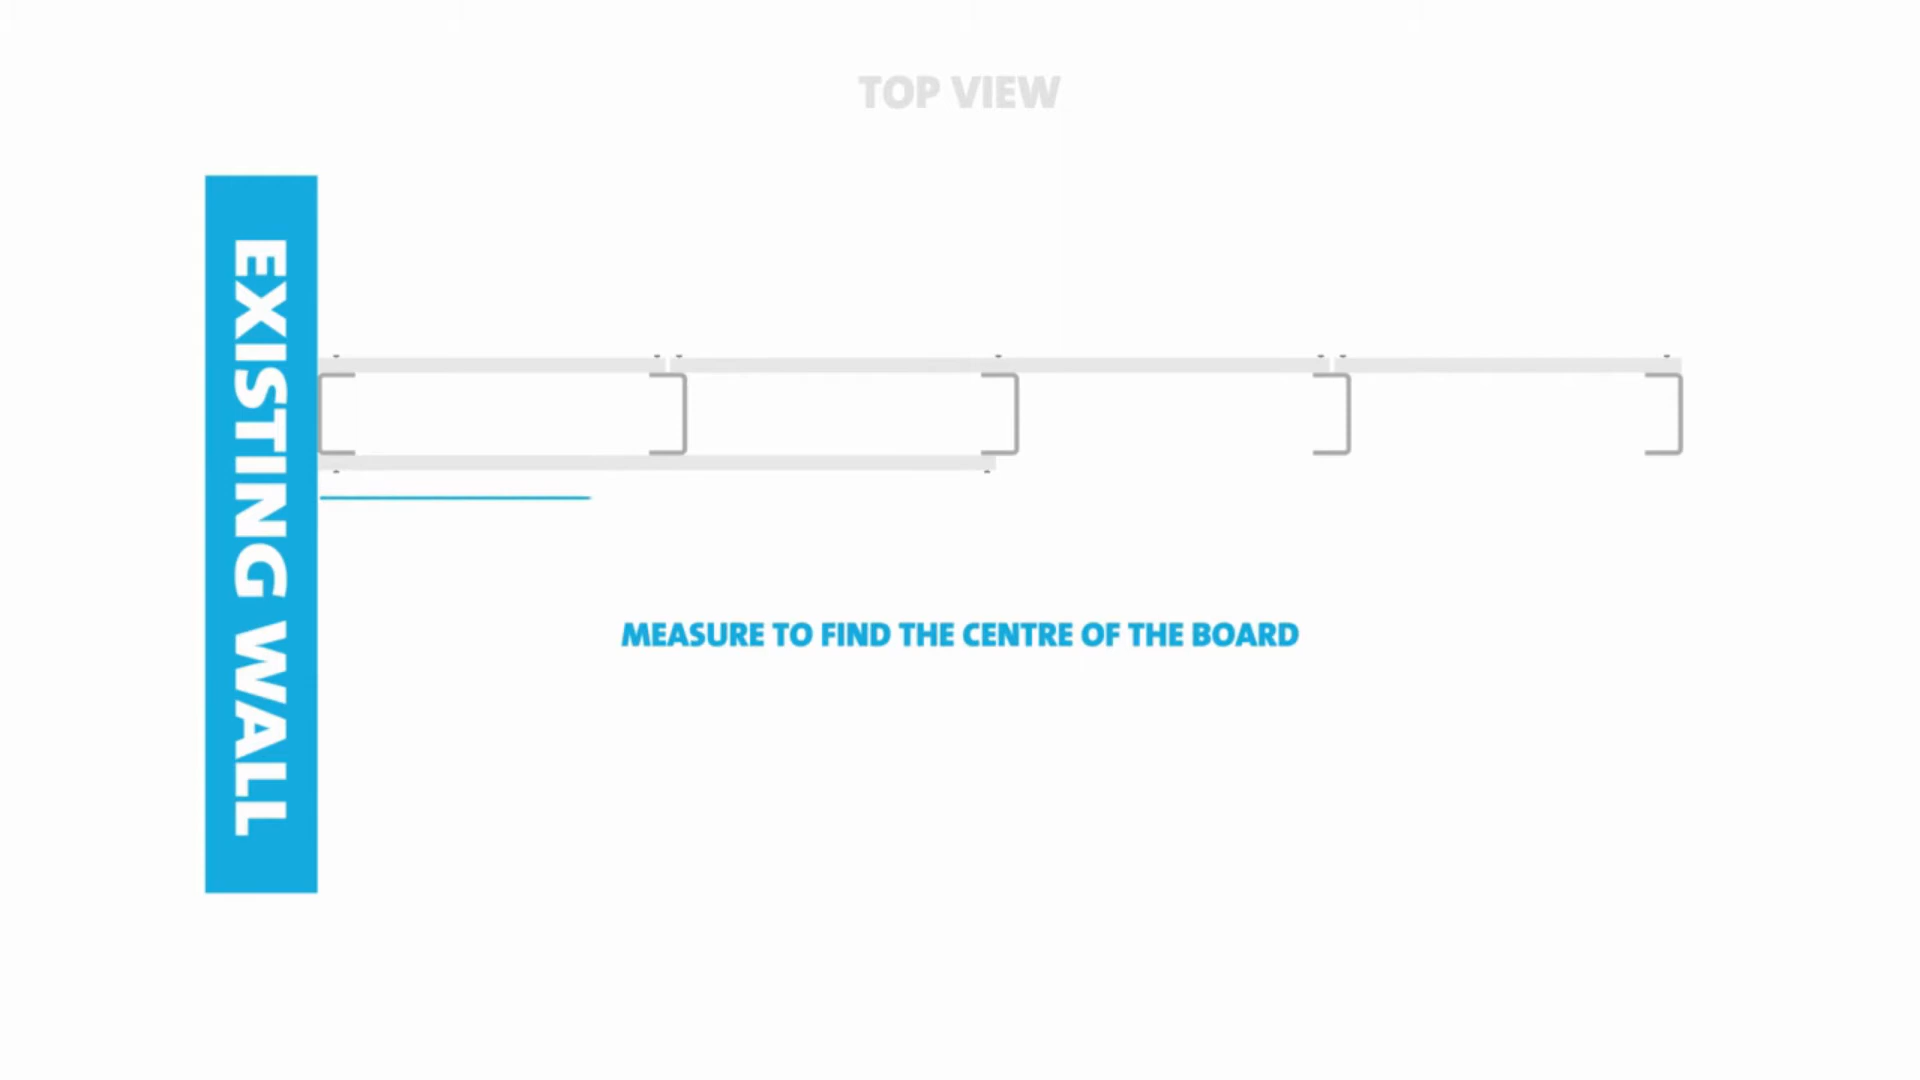 TOP VIEW
EXISTING WALL
MEASURE TO FIND THE CENTRE OF THE BOARD